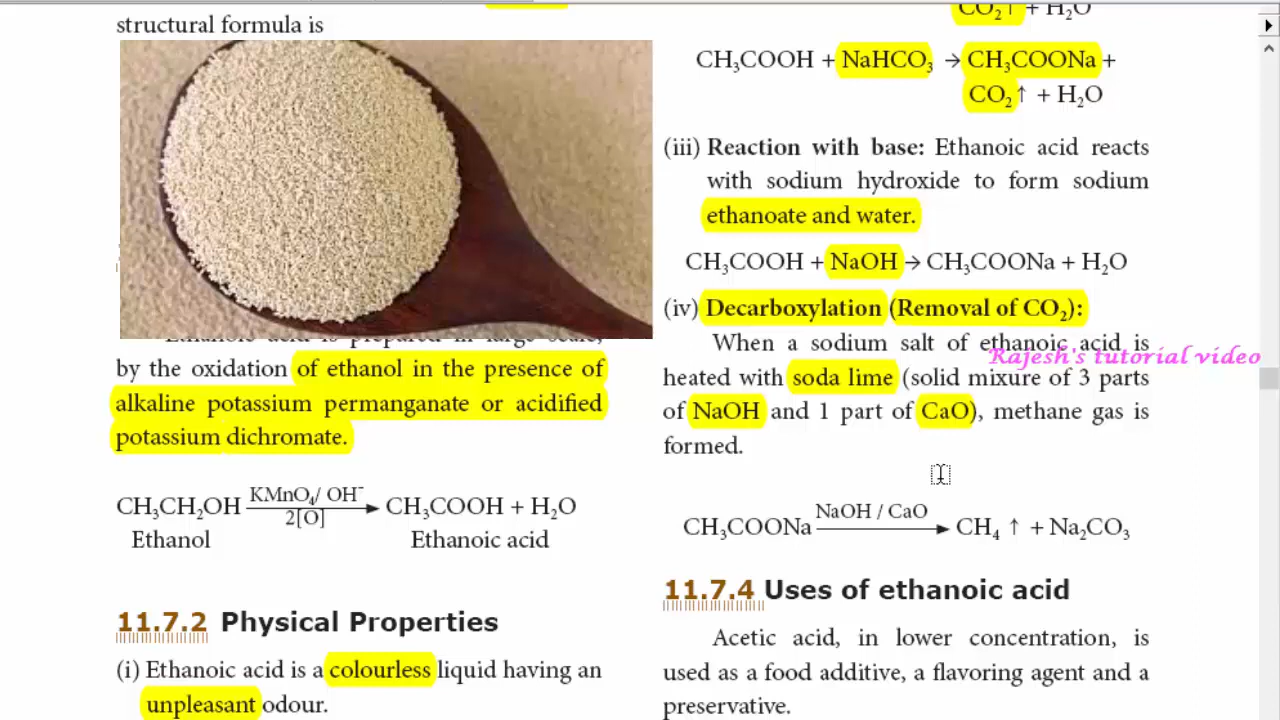 structural formula is
by the oxidation of ethanol in the presence of
alkaline potassium permanganate or acidified
potassium dichromate.
CH₃CH₂OH KMnO₄/ OH⁻ 2[O] → CH₃COOH + H₂O
Ethanol Ethanoic acid
11.7.2 Physical Properties
(i) Ethanoic acid is a colourless liquid having an
unpleasant odour.
CO₂↑ + H₂O
CH₃COOH + NaHCO₃ → CH₃COONa +
CO₂↑ + H₂O
(iii) Reaction with base: Ethanoic acid reacts
with sodium hydroxide to form sodium
ethanoate and water.
CH₃COOH + NaOH → CH₃COONa + H₂O
(iv) Decarboxylation (Removal of CO₂):
When a sodium salt of ethanoic acid is
Rajesh's tutorial video
heated with soda lime (solid mixure of 3 parts
of NaOH and 1 part of CaO), methane gas is
formed.
CH₃COONa NaOH / CaO → CH₄ ↑ + Na₂CO₃
11.7.4 Uses of ethanoic acid
Acetic acid, in lower concentration, is
used as a food additive, a flavoring agent and a
preservative.